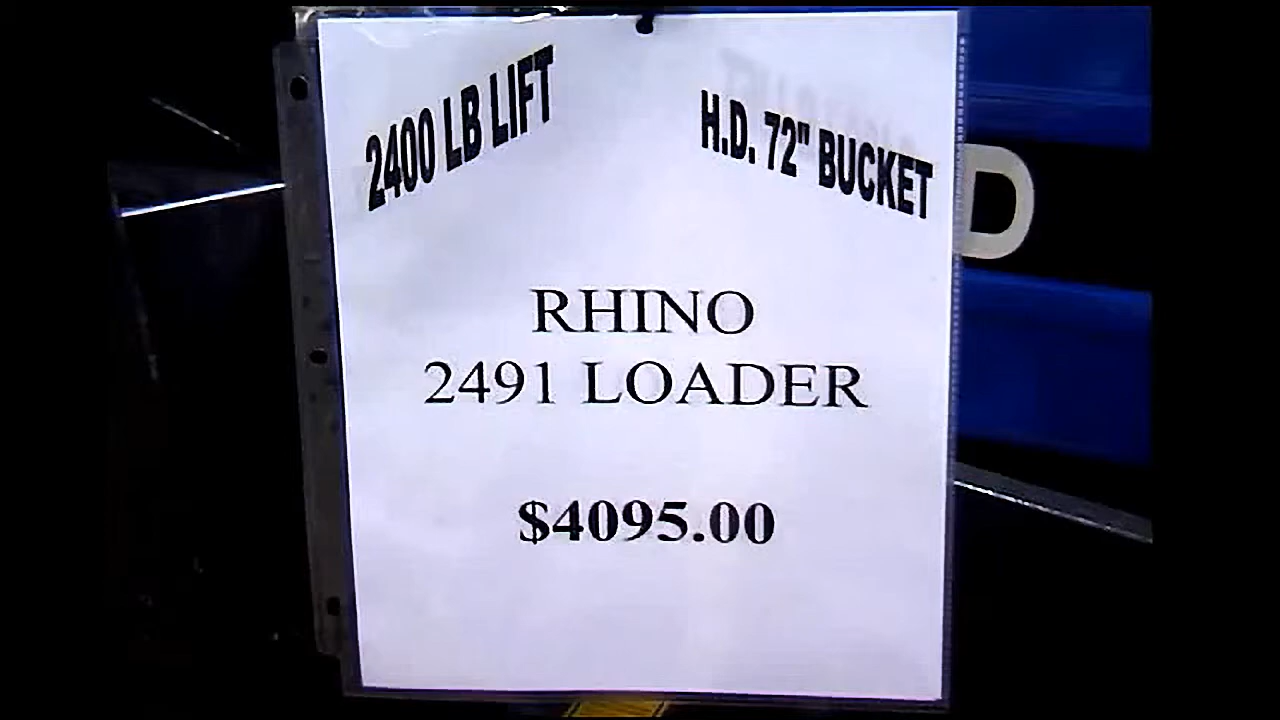 2400 LB LIFT
H.D. 72" BUCKET
RHINO
2491 LOADER
$4095.00
D